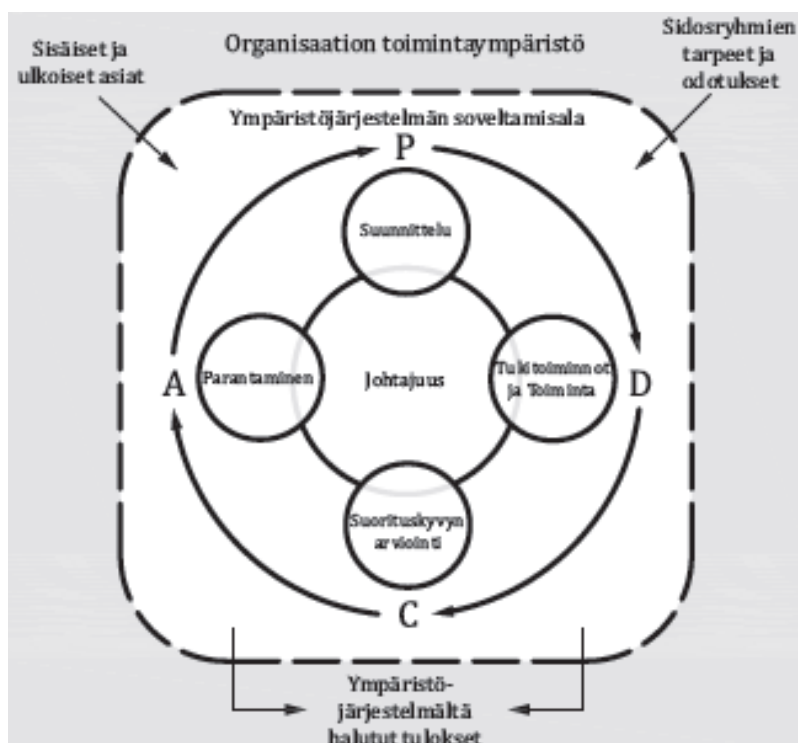 Sisäiset ja
ulkoiset asiat
Organisaation toimintaympäristö
Sidosryhmien
tarpeet ja
odotukset
Ympäristöjärjestelmän soveltamisala
P
Suunnittelu
A
Parantaminen
Johtajuus
Tukitoiminnot
ja Toiminta
D
Suorituskyvyn
arviointi
C
Ympäristö-
järjestelmältä
halutut tulokset